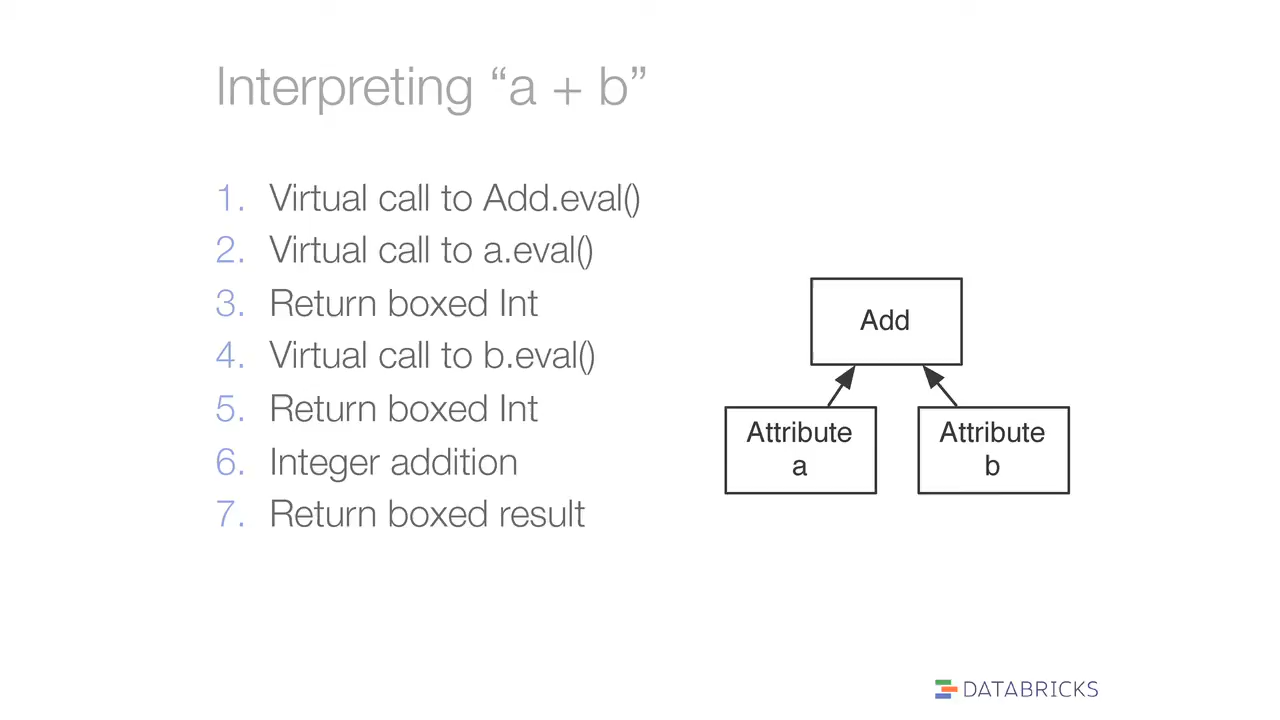 Interpreting “a + b”
1. Virtual call to Add.eval()
2. Virtual call to a.eval()
3. Return boxed Int
4. Virtual call to b.eval()
5. Return boxed Int
6. Integer addition
7. Return boxed result
Add
Attribute
a
Attribute
b
DATABRICKS